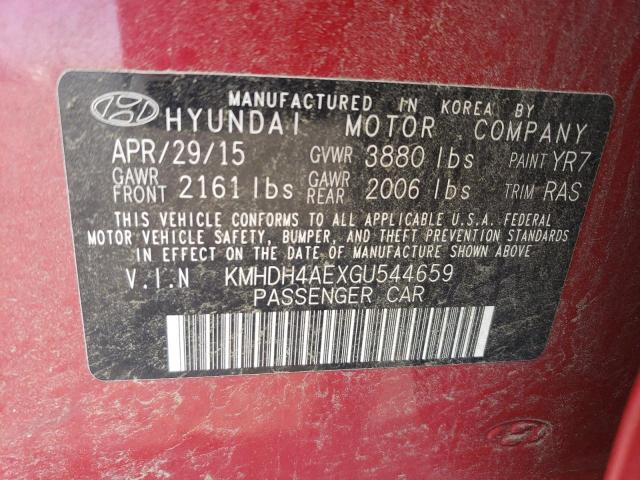 MANUFACTURED IN KOREA BY
HYUNDAI MOTOR COMPANY
APR/29/15 GVWR 3880 lbs PAINT YR7
GAWR FRONT 2161 lbs GAWR REAR 2006 lbs TRIM RAS
THIS VEHICLE CONFORMS TO ALL APPLICABLE U.S.A. FEDERAL
MOTOR VEHICLE SAFETY, BUMPER, AND THEFT PREVENTION
STANDARDS IN EFFECT ON THE DATE OF MANUFACTURE SHOWN ABOVE
V.I.N KMHDH4AEXGU544659
PASSENGER CAR